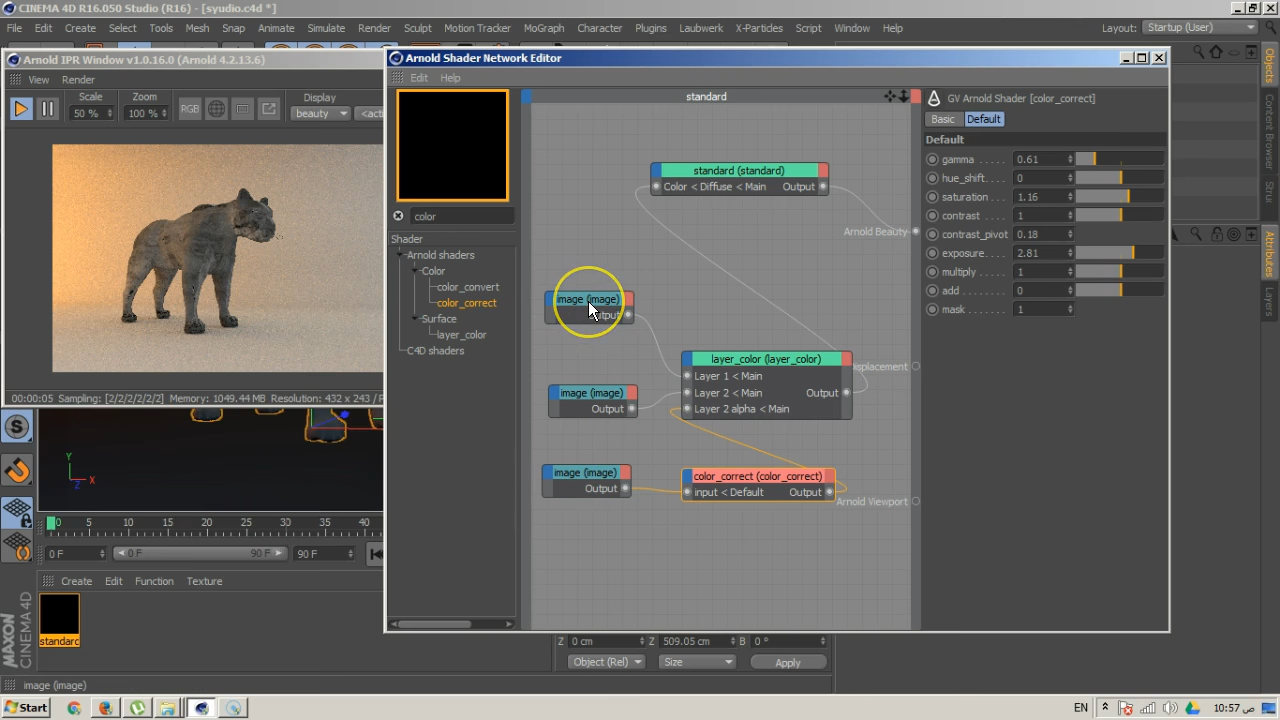 CINEMA 4D R16.050 Studio (R16) - [syudio.c4d *]
File Edit Create Select Tools Mesh Snap Animate Simulate Render Sculpt Motion Tracker MoGraph Character Plugins Laubwerk X-Particles Script Window Help Layout: Startup (User)
Arnold IPR Window v1.0.16.0 (Arnold 4.2.13.6)
View Render
Scale Zoom Display
50 % 100 % RGB beauty
00:00:05 Sampling: [2/2/2/2/2/2] Memory: 1049.44 MB Resolution: 432 x 243 /
Arnold Shader Network Editor
Edit Help
color
Shader
Arnold shaders
Color
color_convert
color_correct
Surface
layer_color
C4D shaders
standard
standard (standard)
Color < Diffuse < Main Output
Arnold Beauty
image (image)
Output
layer_color (layer_color)
Layer 1 < Main
Layer 2 < Main Output
Layer 2 alpha < Main
isplacement
image (image)
Output
image (image)
Output
color_correct (color_correct)
input < Default Output
Arnold Viewport
GV Arnold Shader [color_correct]
Basic Default
Default
gamma ..... 0.61
hue_shift... 0
saturation... 1.16
contrast .... 1
contrast_pivot 0.18
exposure.... 2.81
multiply .... 1
add ........ 0
mask ....... 1
Objects
Content Browser
Struc
Attributes
Layers
Y
X
Z
0 5 10 15 20 25 30 35 40
0 F 0 F 90 F 90 F
Create Edit Function Texture
standard
MAXON
CINEMA 4D
Z 0 cm Z 509.05 cm B 0 °
Object (Rel) Size Apply
image (image)
Start EN 10:57 ص